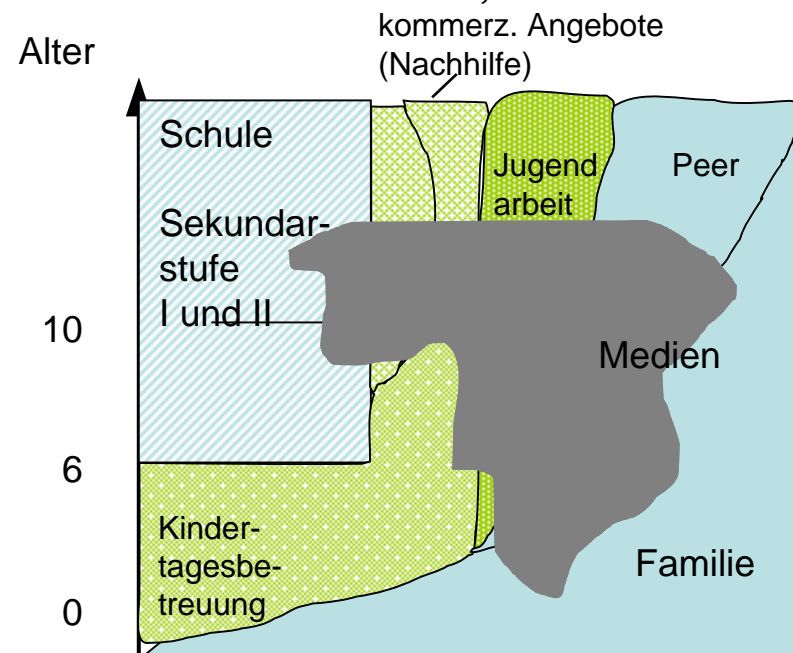 kommerz. Angebote
(Nachhilfe)
Alter
Schule
Jugend
arbeit
Peer
Sekundar-
stufe
I und II
10
Medien
6
Kinder-
tagesbe-
treuung
Familie
0